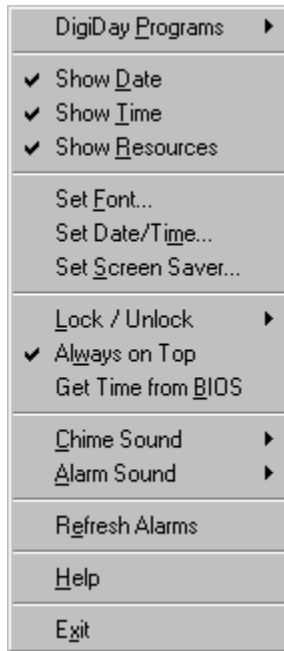 DigiDay Programs
Show Date
Show Time
Show Resources
Set Font...
Set Date/Time...
Set Screen Saver...
Lock / Unlock
Always on Top
Get Time from BIOS
Chime Sound
Alarm Sound
Refresh Alarms
Help
Exit